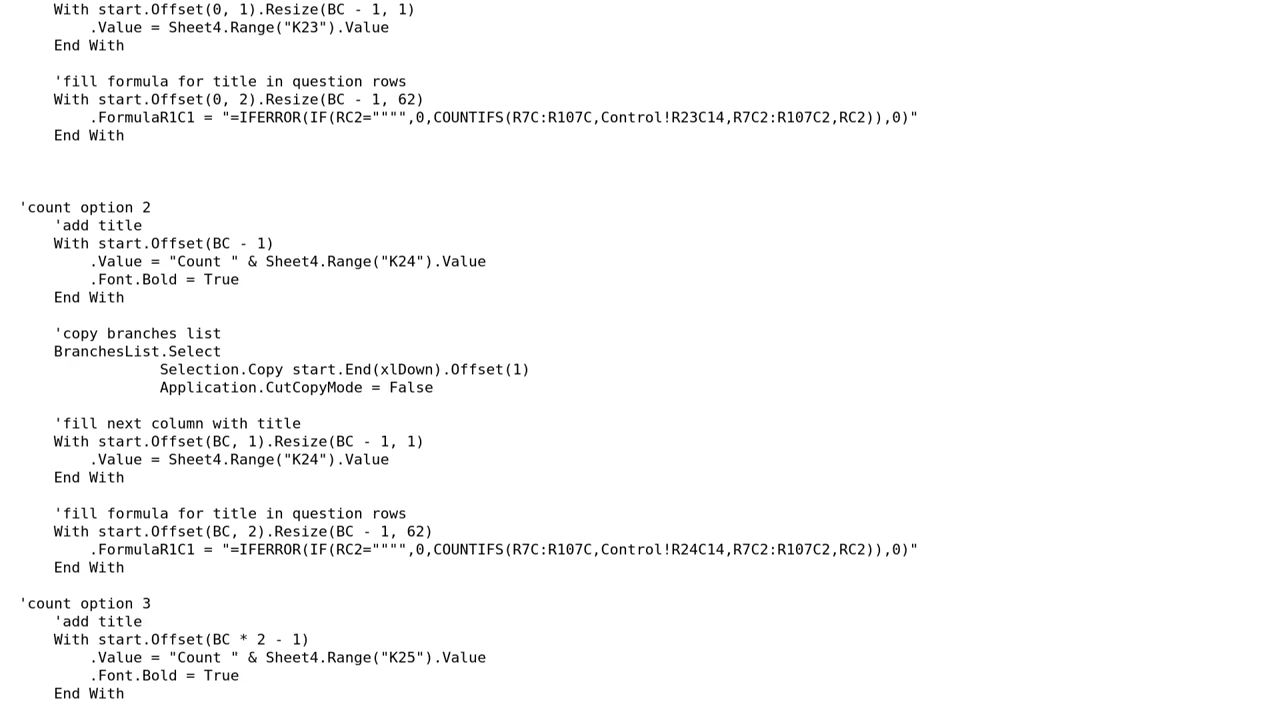 With start.Offset(0, 1).Resize(BC - 1, 1)
.Value = Sheet4.Range("K23").Value
End With
'fill formula for title in question rows
With start.Offset(0, 2).Resize(BC - 1, 62)
.FormulaR1C1 = "=IFERROR(IF(RC2="""",0,COUNTIFS(R7C:R107C,Control!R23C14,R7C2:R107C2,RC2)),0)"
End With
'count option 2
'add title
With start.Offset(BC - 1)
.Value = "Count " & Sheet4.Range("K24").Value
.Font.Bold = True
End With
'copy branches list
BranchesList.Select
Selection.Copy start.End(xlDown).Offset(1)
Application.CutCopyMode = False
'fill next column with title
With start.Offset(BC, 1).Resize(BC - 1, 1)
.Value = Sheet4.Range("K24").Value
End With
'fill formula for title in question rows
With start.Offset(BC, 2).Resize(BC - 1, 62)
.FormulaR1C1 = "=IFERROR(IF(RC2="""",0,COUNTIFS(R7C:R107C,Control!R24C14,R7C2:R107C2,RC2)),0)"
End With
'count option 3
'add title
With start.Offset(BC * 2 - 1)
.Value = "Count " & Sheet4.Range("K25").Value
.Font.Bold = True
End With